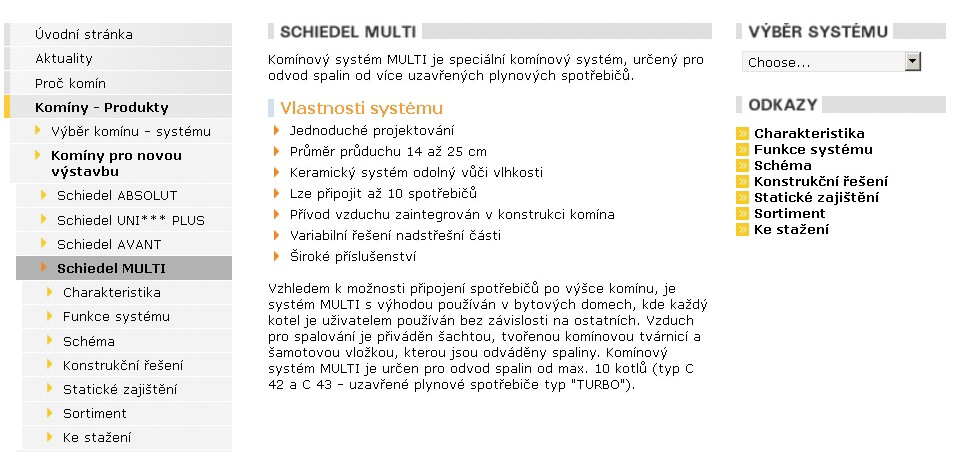 Úvodní stránka
Aktuality
Proč komín
Komíny - Produkty
Výběr komínu - systému
Komíny pro novou
výstavbu
Schiedel ABSOLUT
Schiedel UNI*** PLUS
Schiedel AVANT
Schiedel MULTI
Charakteristika
Funkce systému
Schéma
Konstrukční řešení
Statické zajištění
Sortiment
Ke stažení
SCHIEDEL MULTI
Komínový systém MULTI je speciální komínový systém, určený pro
odvod spalin od více uzavřených plynových spotřebičů.
Vlastnosti systému
Jednoduché projektování
Průměr průduchu 14 až 25 cm
Keramický systém odolný vůči vlhkosti
Lze připojit až 10 spotřebičů
Přívod vzduchu zaintegrován v konstrukci komína
Variabilní řešení nadstřešní části
Široké příslušenství
Vzhledem k možnosti připojení spotřebičů po výšce komínu, je
systém MULTI s výhodou používán v bytových domech, kde každý
kotel je uživatelem používán bez závislosti na ostatních. Vzduch
pro spalování je přiváděn šachtou, tvořenou komínovou tvárnicí a
šamotovou vložkou, kterou jsou odváděny spaliny. Komínový
systém MULTI je určen pro odvod spalin od max. 10 kotlů (typ C
42 a C 43 - uzavřené plynové spotřebiče typ "TURBO").
VÝBĚR SYSTÉMU
Choose...
ODKAZY
Charakteristika
Funkce systému
Schéma
Konstrukční řešení
Statické zajištění
Sortiment
Ke stažení